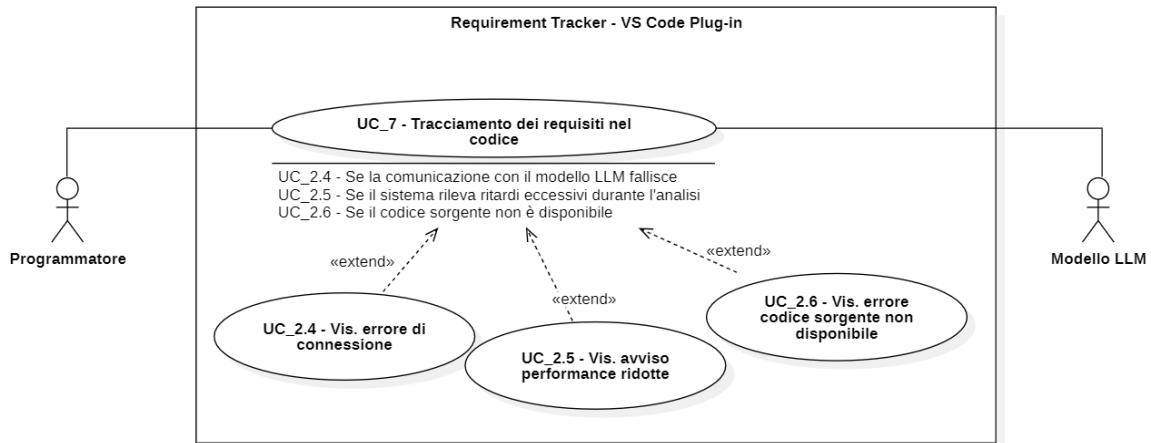 Requirement Tracker - VS Code Plug-in
UC_7 - Tracciamento dei requisiti nel
codice
UC_2.4 - Se la comunicazione con il modello LLM fallisce
UC_2.5 - Se il sistema rileva ritardi eccessivi durante l'analisi
UC_2.6 - Se il codice sorgente non è disponibile
Programmatore
Modello LLM
«extend»
«extend»
«extend»
UC_2.4 - Vis. errore di
connessione
UC_2.5 - Vis. avviso
performance ridotte
UC_2.6 - Vis. errore
codice sorgente non
disponibile